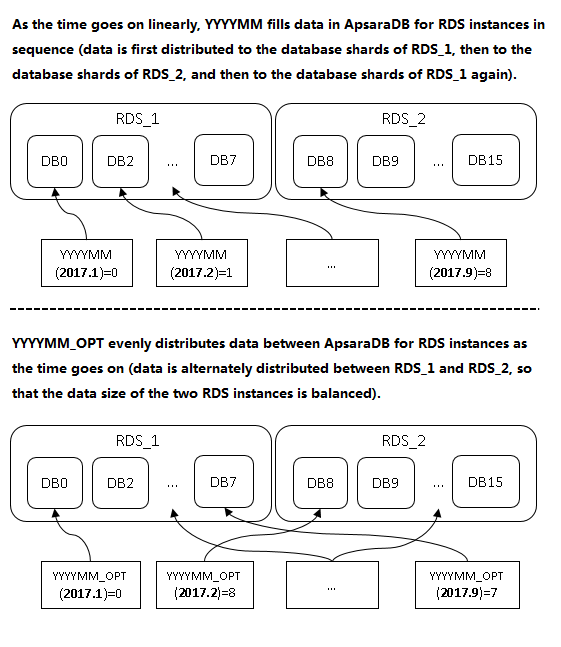 As the time goes on linearly, YYYYMM fills data in ApsaraDB for RDS instances in
sequence (data is first distributed to the database shards of RDS_1, then to the
database shards of RDS_2, and then to the database shards of RDS_1 again).
RDS_1 RDS_2
DB0 DB2 ... DB7 DB8 DB9 ... DB15
YYYYMM YYYYMM ... YYYYMM
(2017.1)=0 (2017.2)=1 (2017.9)=8
YYYYMM_OPT evenly distributes data between ApsaraDB for RDS instances as
the time goes on (data is alternately distributed between RDS_1 and RDS_2, so
that the data size of the two RDS instances is balanced).
RDS_1 RDS_2
DB0 DB2 ... DB7 DB8 DB9 ... DB15
YYYYMM_OPT YYYYMM_OPT ... YYYYMM_OPT
(2017.1)=0 (2017.2)=8 (2017.9)=7